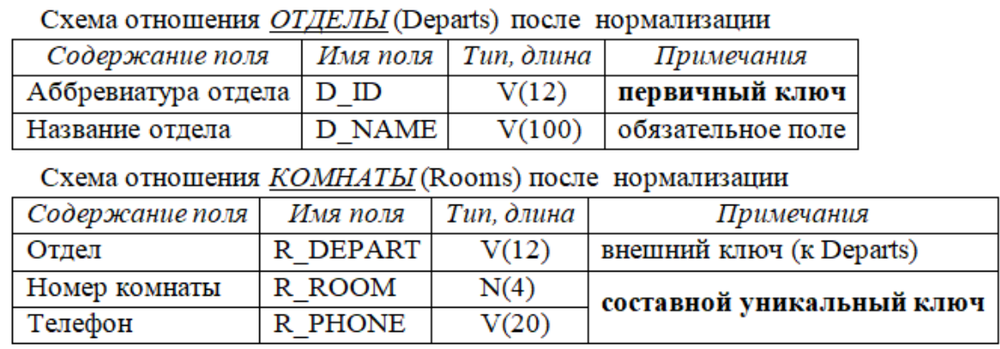 Схема отношения ОТДЕЛЫ (Departs) после нормализации
Содержание поля Имя поля Тип, длина Примечания
Аббревиатура отдела D_ID V(12) первичный ключ
Название отдела D_NAME V(100) обязательное поле
Схема отношения КОМНАТЫ (Rooms) после нормализации
Содержание поля Имя поля Тип, длина Примечания
Отдел R_DEPART V(12) внешний ключ (к Departs)
Номер комнаты R_ROOM N(4)
составной уникальный ключ
Телефон R_PHONE V(20)